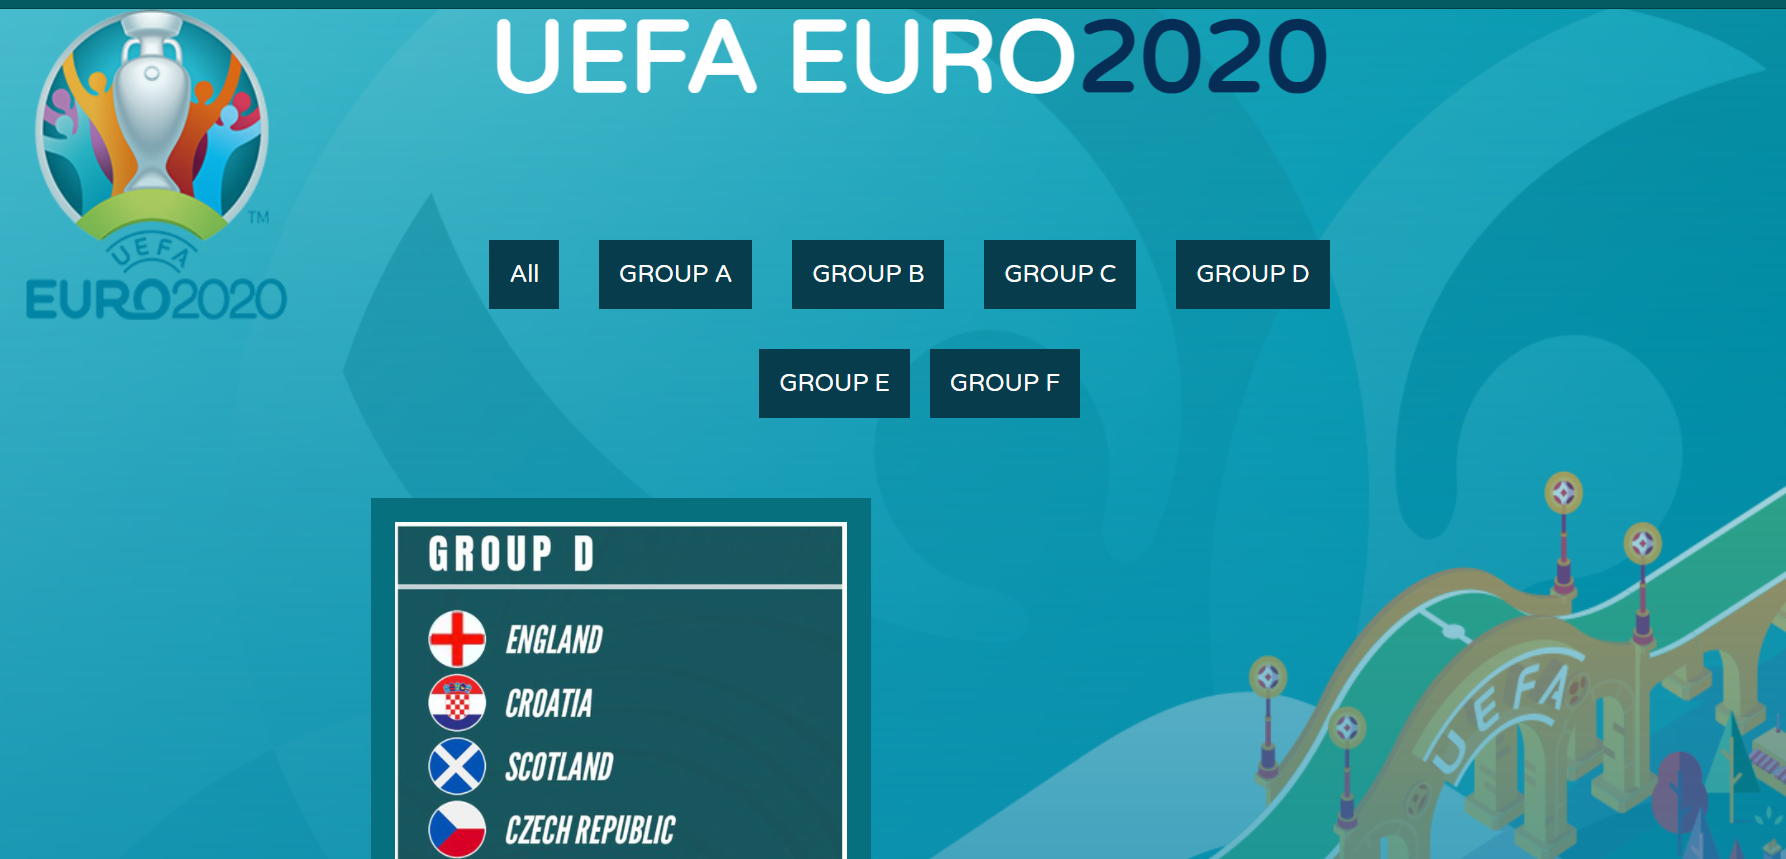 UEFA EURO2020
TM
UEFA
EURO2020
All
GROUP A
GROUP B
GROUP C
GROUP D
GROUP E
GROUP F
GROUP D
ENGLAND
CROATIA
SCOTLAND
CZECH REPUBLIC
UEFA